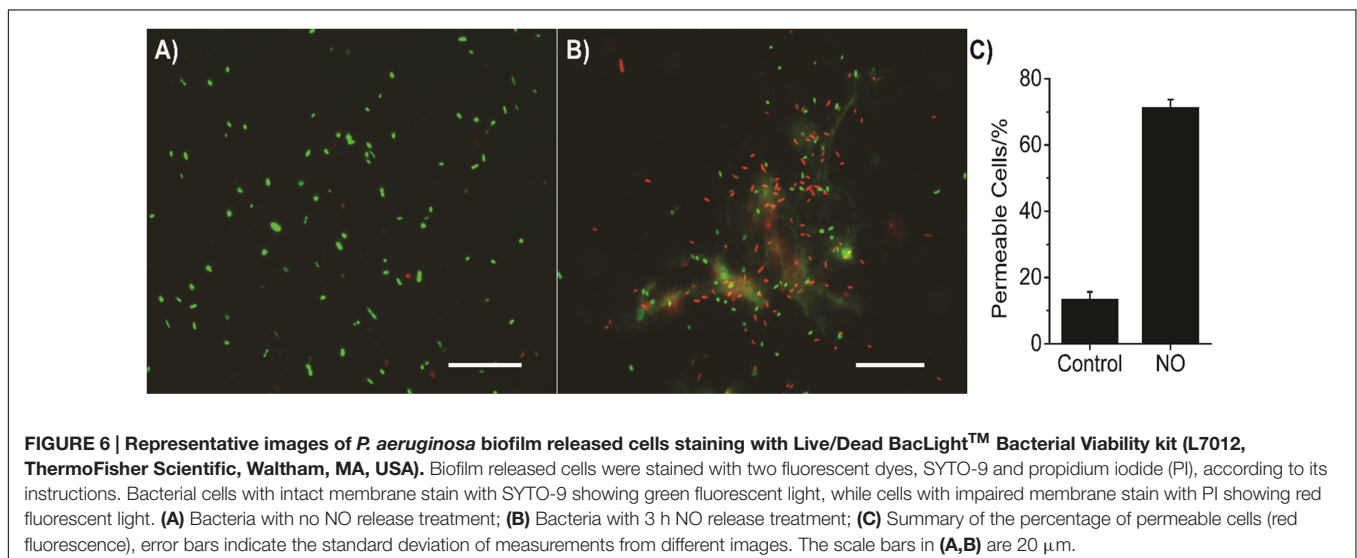 A)
B)
C)
80
60
40
20
0
Permeable Cells/%
Control
NO
FIGURE 6 | Representative images of P. aeruginosa biofilm released cells staining with Live/Dead BacLight™ Bacterial Viability kit (L7012,
ThermoFisher Scientific, Waltham, MA, USA). Biofilm released cells were stained with two fluorescent dyes, SYTO-9 and propidium iodide (PI), according to its
instructions. Bacterial cells with intact membrane stain with SYTO-9 showing green fluorescent light, while cells with impaired membrane stain with PI showing red
fluorescent light. (A) Bacteria with no NO release treatment; (B) Bacteria with 3 h NO release treatment; (C) Summary of the percentage of permeable cells (red
fluorescence), error bars indicate the standard deviation of measurements from different images. The scale bars in (A,B) are 20 μm.